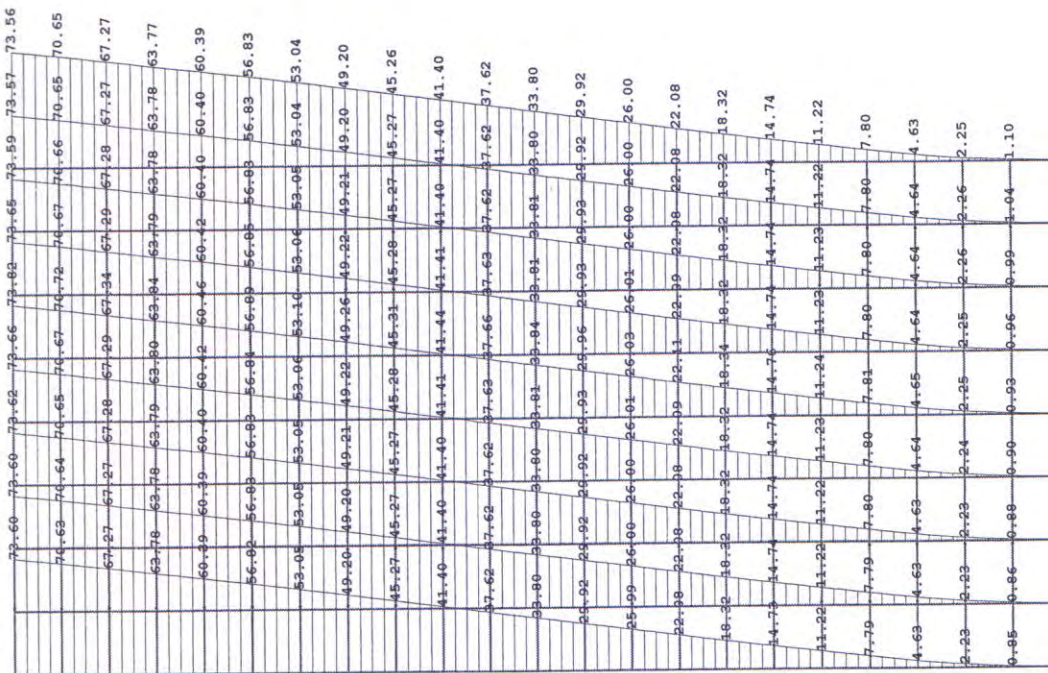 73.60 73.60 73.62 73.66 73.82 73.65 73.59 73.57 73.56
70.63 70.64 70.65 70.67 70.72 70.67 70.66 70.65 70.65
67.27 67.27 67.28 67.29 67.34 67.29 67.28 67.27 67.27
63.78 63.78 63.79 63.80 63.84 63.79 63.78 63.78 63.77
60.39 60.39 60.40 60.42 60.46 60.42 60.40 60.40 60.39
56.82 56.83 56.83 56.84 56.89 56.85 56.83 56.83 56.83
53.05 53.05 53.05 53.06 53.10 53.06 53.05 53.04 53.04
49.20 49.20 49.21 49.22 49.26 49.22 49.21 49.20 49.20
45.27 45.27 45.27 45.28 45.31 45.28 45.27 45.27 45.26
41.40 41.40 41.40 41.41 41.44 41.41 41.40 41.40 41.40
37.62 37.62 37.62 37.63 37.66 37.63 37.62 37.62 37.62
33.80 33.80 33.80 33.81 33.84 33.81 33.81 33.80 33.80
29.92 29.92 29.92 29.93 29.96 29.93 29.93 29.92 29.92
25.99 26.00 26.00 26.01 26.03 26.01 26.00 26.00 26.00
22.08 22.08 22.08 22.09 22.11 22.09 22.08 22.08 22.08
18.32 18.32 18.32 18.32 18.34 18.32 18.32 18.32 18.32
14.73 14.74 14.74 14.74 14.76 14.74 14.74 14.74 14.74
11.22 11.22 11.22 11.23 11.24 11.23 11.23 11.22 11.22
7.79 7.79 7.80 7.80 7.81 7.80 7.80 7.80 7.80
4.63 4.63 4.63 4.64 4.65 4.64 4.64 4.64 4.63
2.23 2.23 2.23 2.24 2.25 2.25 2.26 2.26 2.25
0.85 0.86 0.88 0.90 0.93 0.96 0.99 1.04 1.10